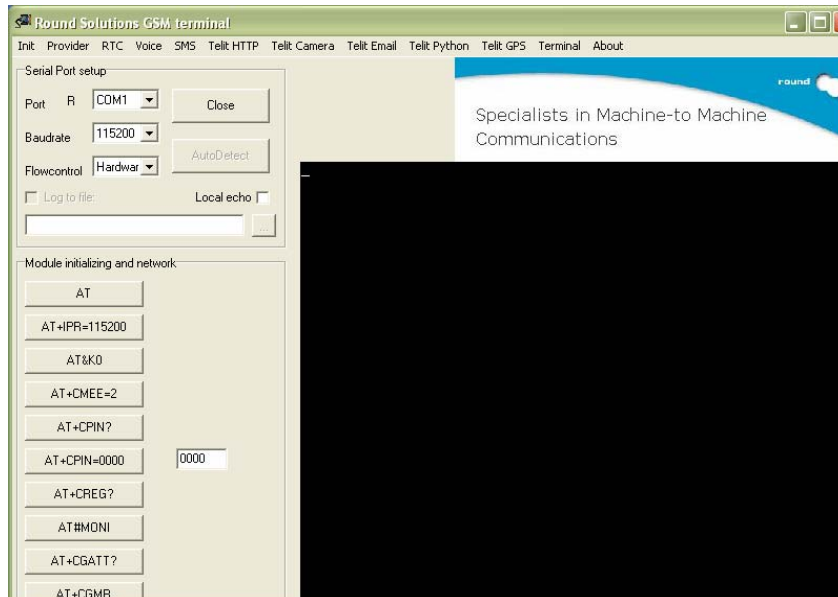 Round Solutions GSM terminal
Init Provider RTC Voice SMS Telit HTTP Telit Camera Telit Email Telit Python Telit GPS Terminal About
Serial Port setup
Port R COM1 Close
Baudrate 115200
AutoDetect
Flowcontrol Hardwar
Log to file: Local echo
...
round
Specialists in Machine-to Machine
Communications
Module initializing and network
AT
AT+IPR=115200
AT&K0
AT+CMEE=2
AT+CPIN?
AT+CPIN=0000 0000
AT+CREG?
AT#MONI
AT+CGATT?
AT+CGMR